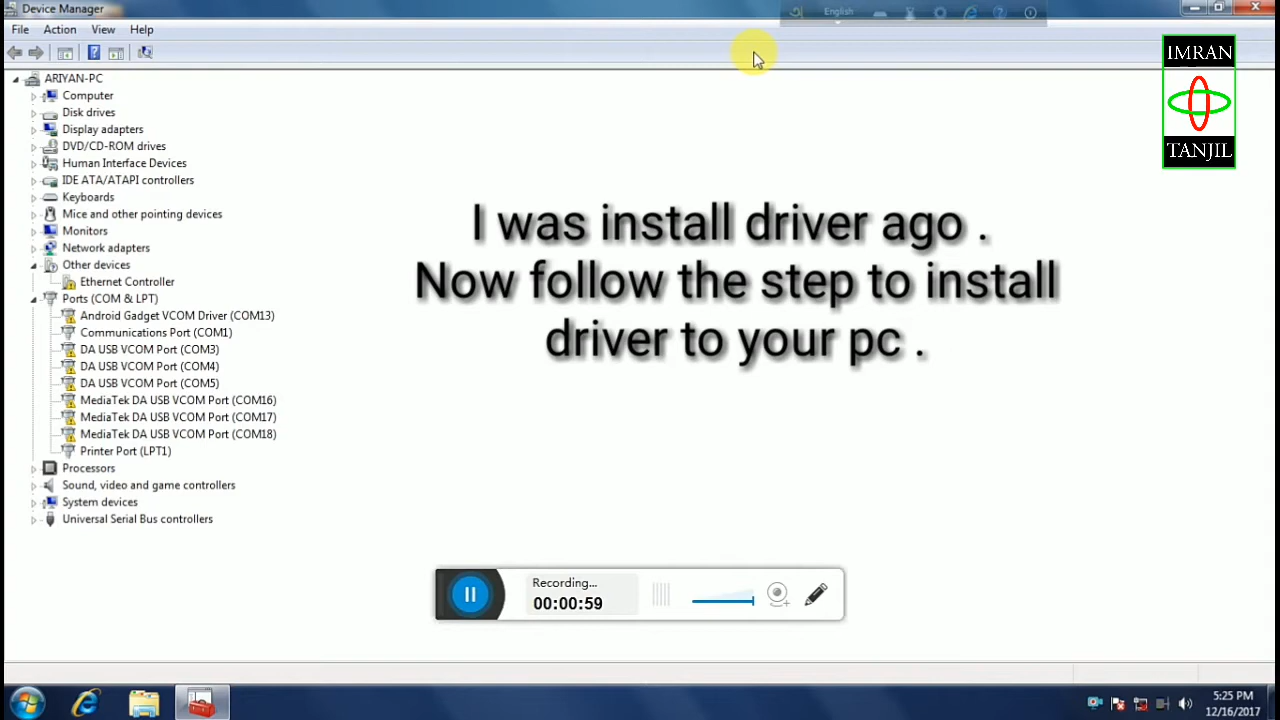 Device Manager
English
File Action View Help
IMRAN
TANJIL
ARIYAN-PC
Computer
Disk drives
Display adapters
DVD/CD-ROM drives
Human Interface Devices
IDE ATA/ATAPI controllers
Keyboards
Mice and other pointing devices
Monitors
Network adapters
Other devices
Ethernet Controller
Ports (COM & LPT)
Android Gadget VCOM Driver (COM13)
Communications Port (COM1)
DA USB VCOM Port (COM3)
DA USB VCOM Port (COM4)
DA USB VCOM Port (COM5)
MediaTek DA USB VCOM Port (COM16)
MediaTek DA USB VCOM Port (COM17)
MediaTek DA USB VCOM Port (COM18)
Printer Port (LPT1)
Processors
Sound, video and game controllers
System devices
Universal Serial Bus controllers
I was install driver ago .
Now follow the step to install
driver to your pc .
Recording...
00:00:59
5:25 PM
12/16/2017